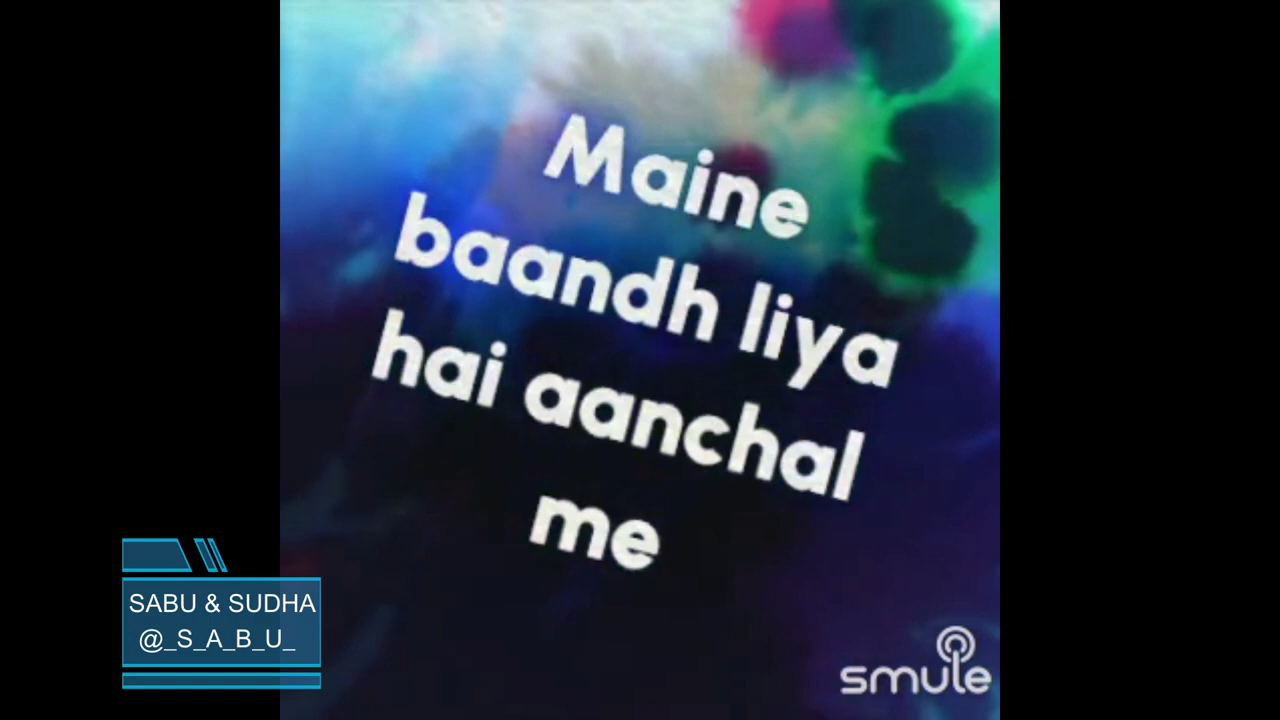 Maine
baandh liya
hai aanchal
me
SABU & SUDHA
@_S_A_B_U_
smule